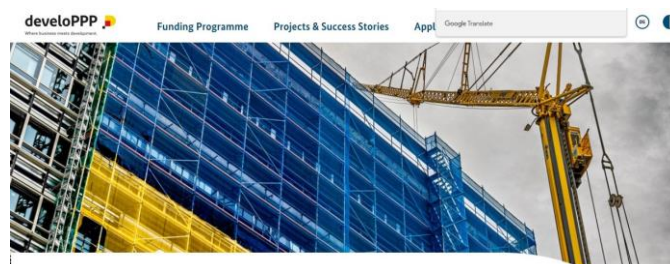 develoPPP
Where business meets development.
Funding Programme
Projects & Success Stories
Appl
Google Translate